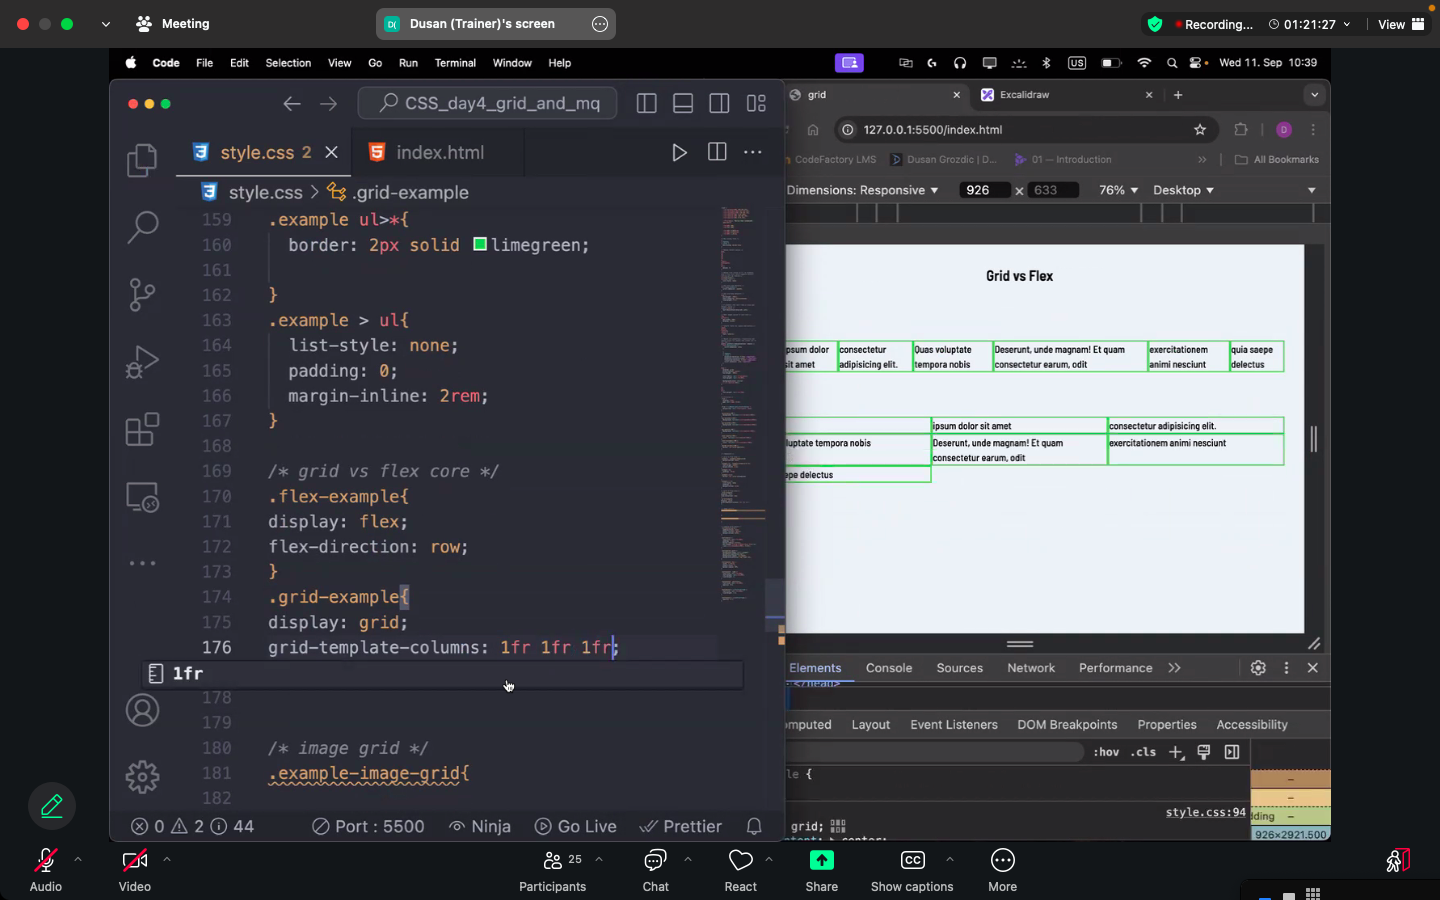 Meeting
D( Dusan (Trainer)'s screen
Recording...
01:21:27
View
Code File Edit Selection View Go Run Terminal Window Help
US
Wed 11. Sep 10:39
CSS_day4_grid_and_mq
style.css 2
index.html
style.css > .grid-example
159 .example ul>*{
160 border: 2px solid limegreen;
161
162 }
163 .example > ul{
164 list-style: none;
165 padding: 0;
166 margin-inline: 2rem;
167 }
168
169 /* grid vs flex core */
170 .flex-example{
171 display: flex;
172 flex-direction: row;
173 }
174 .grid-example{
175 display: grid;
176 grid-template-columns: 1fr 1fr 1fr;
1fr
178
179
180 /* image grid */
181 .example-image-grid{
182
0 2 44 Port : 5500 Ninja Go Live Prettier
grid
Excalidraw
127.0.0.1:5500/index.html
D
CodeFactory LMS
Dusan Grozdic | D...
01 — Introduction
All Bookmarks
Dimensions: Responsive 926 × 633 76% Desktop
Grid vs Flex
ipsum dolor sit amet
consectetur adipisicing elit.
Quas voluptate tempora nobis
Deserunt, unde magnam! Et quam consectetur earum, odit
exercitationem animi nesciunt
quia saepe delectus
ipsum dolor sit amet
consectetur adipisicing elit.
luptate tempora nobis
Deserunt, unde magnam! Et quam consectetur earum, odit
exercitationem animi nesciunt
epe delectus
Elements Console Sources Network Performance
</head>
omputed Layout Event Listeners DOM Breakpoints Properties Accessibility
:hov .cls
le {
style.css:94
grid;
center;
dding
926×2921.500
Audio
Video
25
Participants
Chat
React
Share
CC
Show captions
More